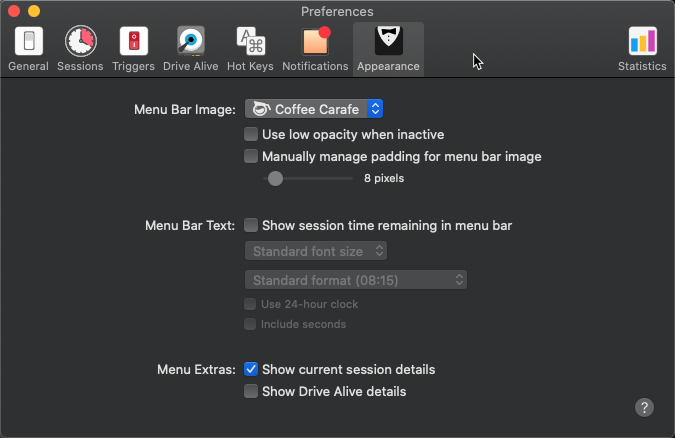 Preferences
General Sessions Triggers Drive Alive Hot Keys Notifications Appearance Statistics
Menu Bar Image: Coffee Carafe
Use low opacity when inactive
Manually manage padding for menu bar image
8 pixels
Menu Bar Text: Show session time remaining in menu bar
Standard font size
Standard format (08:15)
Use 24-hour clock
Include seconds
Menu Extras: Show current session details
Show Drive Alive details
?